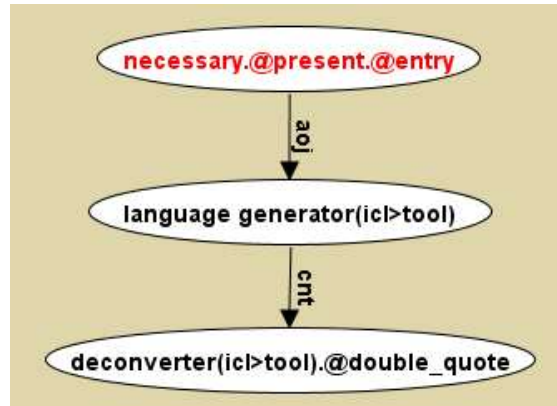 necessary.@present.@entry
aoj
language generator(icl>tool)
cnt
deconverter(icl>tool).@double_quote